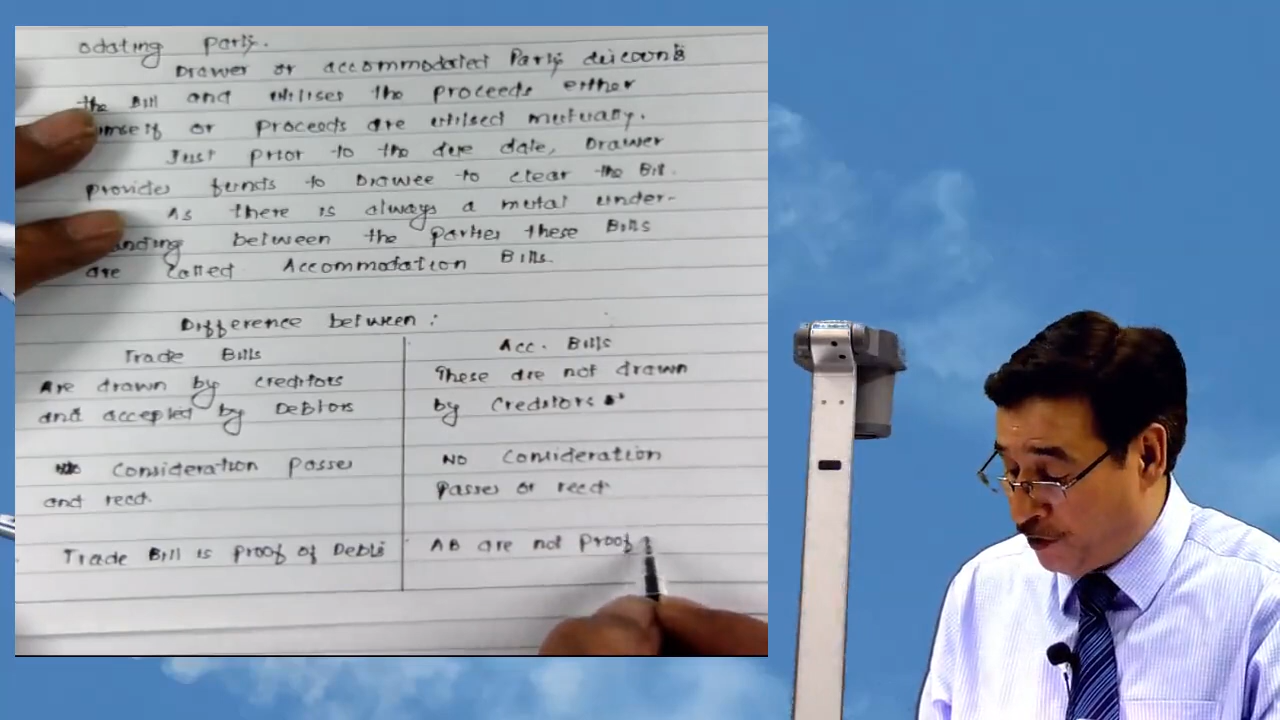 odating Party.
Drawer or accommodated Party discounts
the Bill and utilises the proceeds either
imself or proceeds are utilised mutually.
Just prior to the due date, Drawer
provides funds to Drawee to clear the Bill.
As there is always a mutal under-
anding between the parties these Bills
are called Accommodation Bills.
Difference between :
Trade Bills
Acc. Bills
Are drawn by creditors
and accepted by Debtors
These are not drawn
by Creditors
Consideration Passes
and recd.
No Consideration
Passes or recd
Trade Bill is proof of Debts
AB are not proof